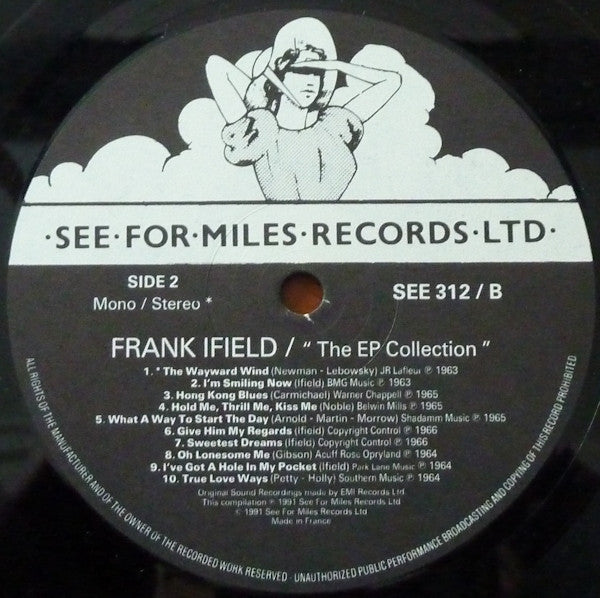 ·SEE·FOR·MILES·RECORDS·LTD·
SIDE 2
Mono / Stereo *
SEE 312 / B
FRANK IFIELD / “ The EP Collection ”
1. * The Wayward Wind (Newman - Lebowsky) JR Lafleur ℗ 1963
2. I'm Smiling Now (Ifield) BMG Music ℗ 1963
3. Hong Kong Blues (Carmichael) Warner Chappell ℗ 1965
4. Hold Me, Thrill Me, Kiss Me (Noble) Belwin Mills ℗ 1965
5. What A Way To Start The Day (Arnold - Martin - Morrow) Shadamm Music ℗ 1965
6. Give Him My Regards (Ifield) Copyright Control ℗ 1966
7. Sweetest Dreams (Ifield) Copyright Control ℗ 1966
8. Oh Lonesome Me (Gibson) Acuff Rose Opryland ℗ 1964
9. I've Got A Hole In My Pocket (Ifield) Park Lane Music ℗ 1964
10. True Love Ways (Petty - Holly) Southern Music ℗ 1964
Original Sound Recordings made by EMI Records Ltd.
This compilation ℗ 1991 See For Miles Records Ltd
© 1991 See For Miles Records Ltd
Made in France
ALL RIGHTS OF THE MANUFACTURER AND OF THE OWNER OF THE RECORDED WORK RESERVED - UNAUTHORIZED PUBLIC PERFORMANCE BROADCASTING AND COPYING OF THIS RECORD PROHIBITED